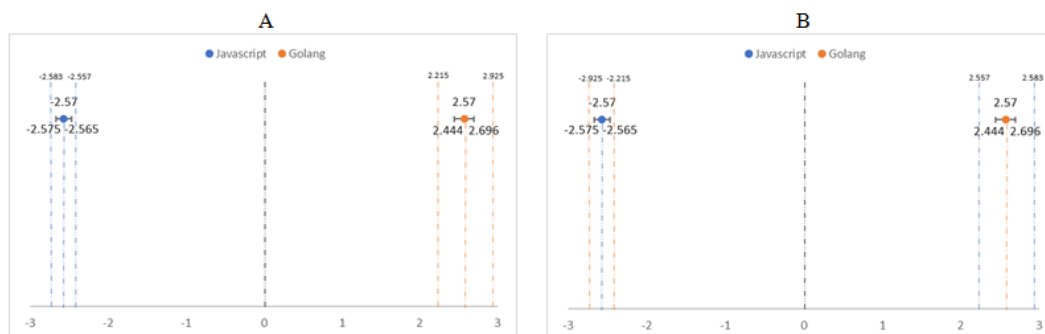 A
Javascript Golang
-2.583 -2.557 2.215 2.925
-2.57 2.57
-2.575 -2.565 2.444 2.696
-3 -2 -1 0 1 2 3
B
Javascript Golang
-2.925 -2.215 2.557 2.583
-2.57 2.57
-2.575 -2.565 2.444 2.696
-3 -2 -1 0 1 2 3